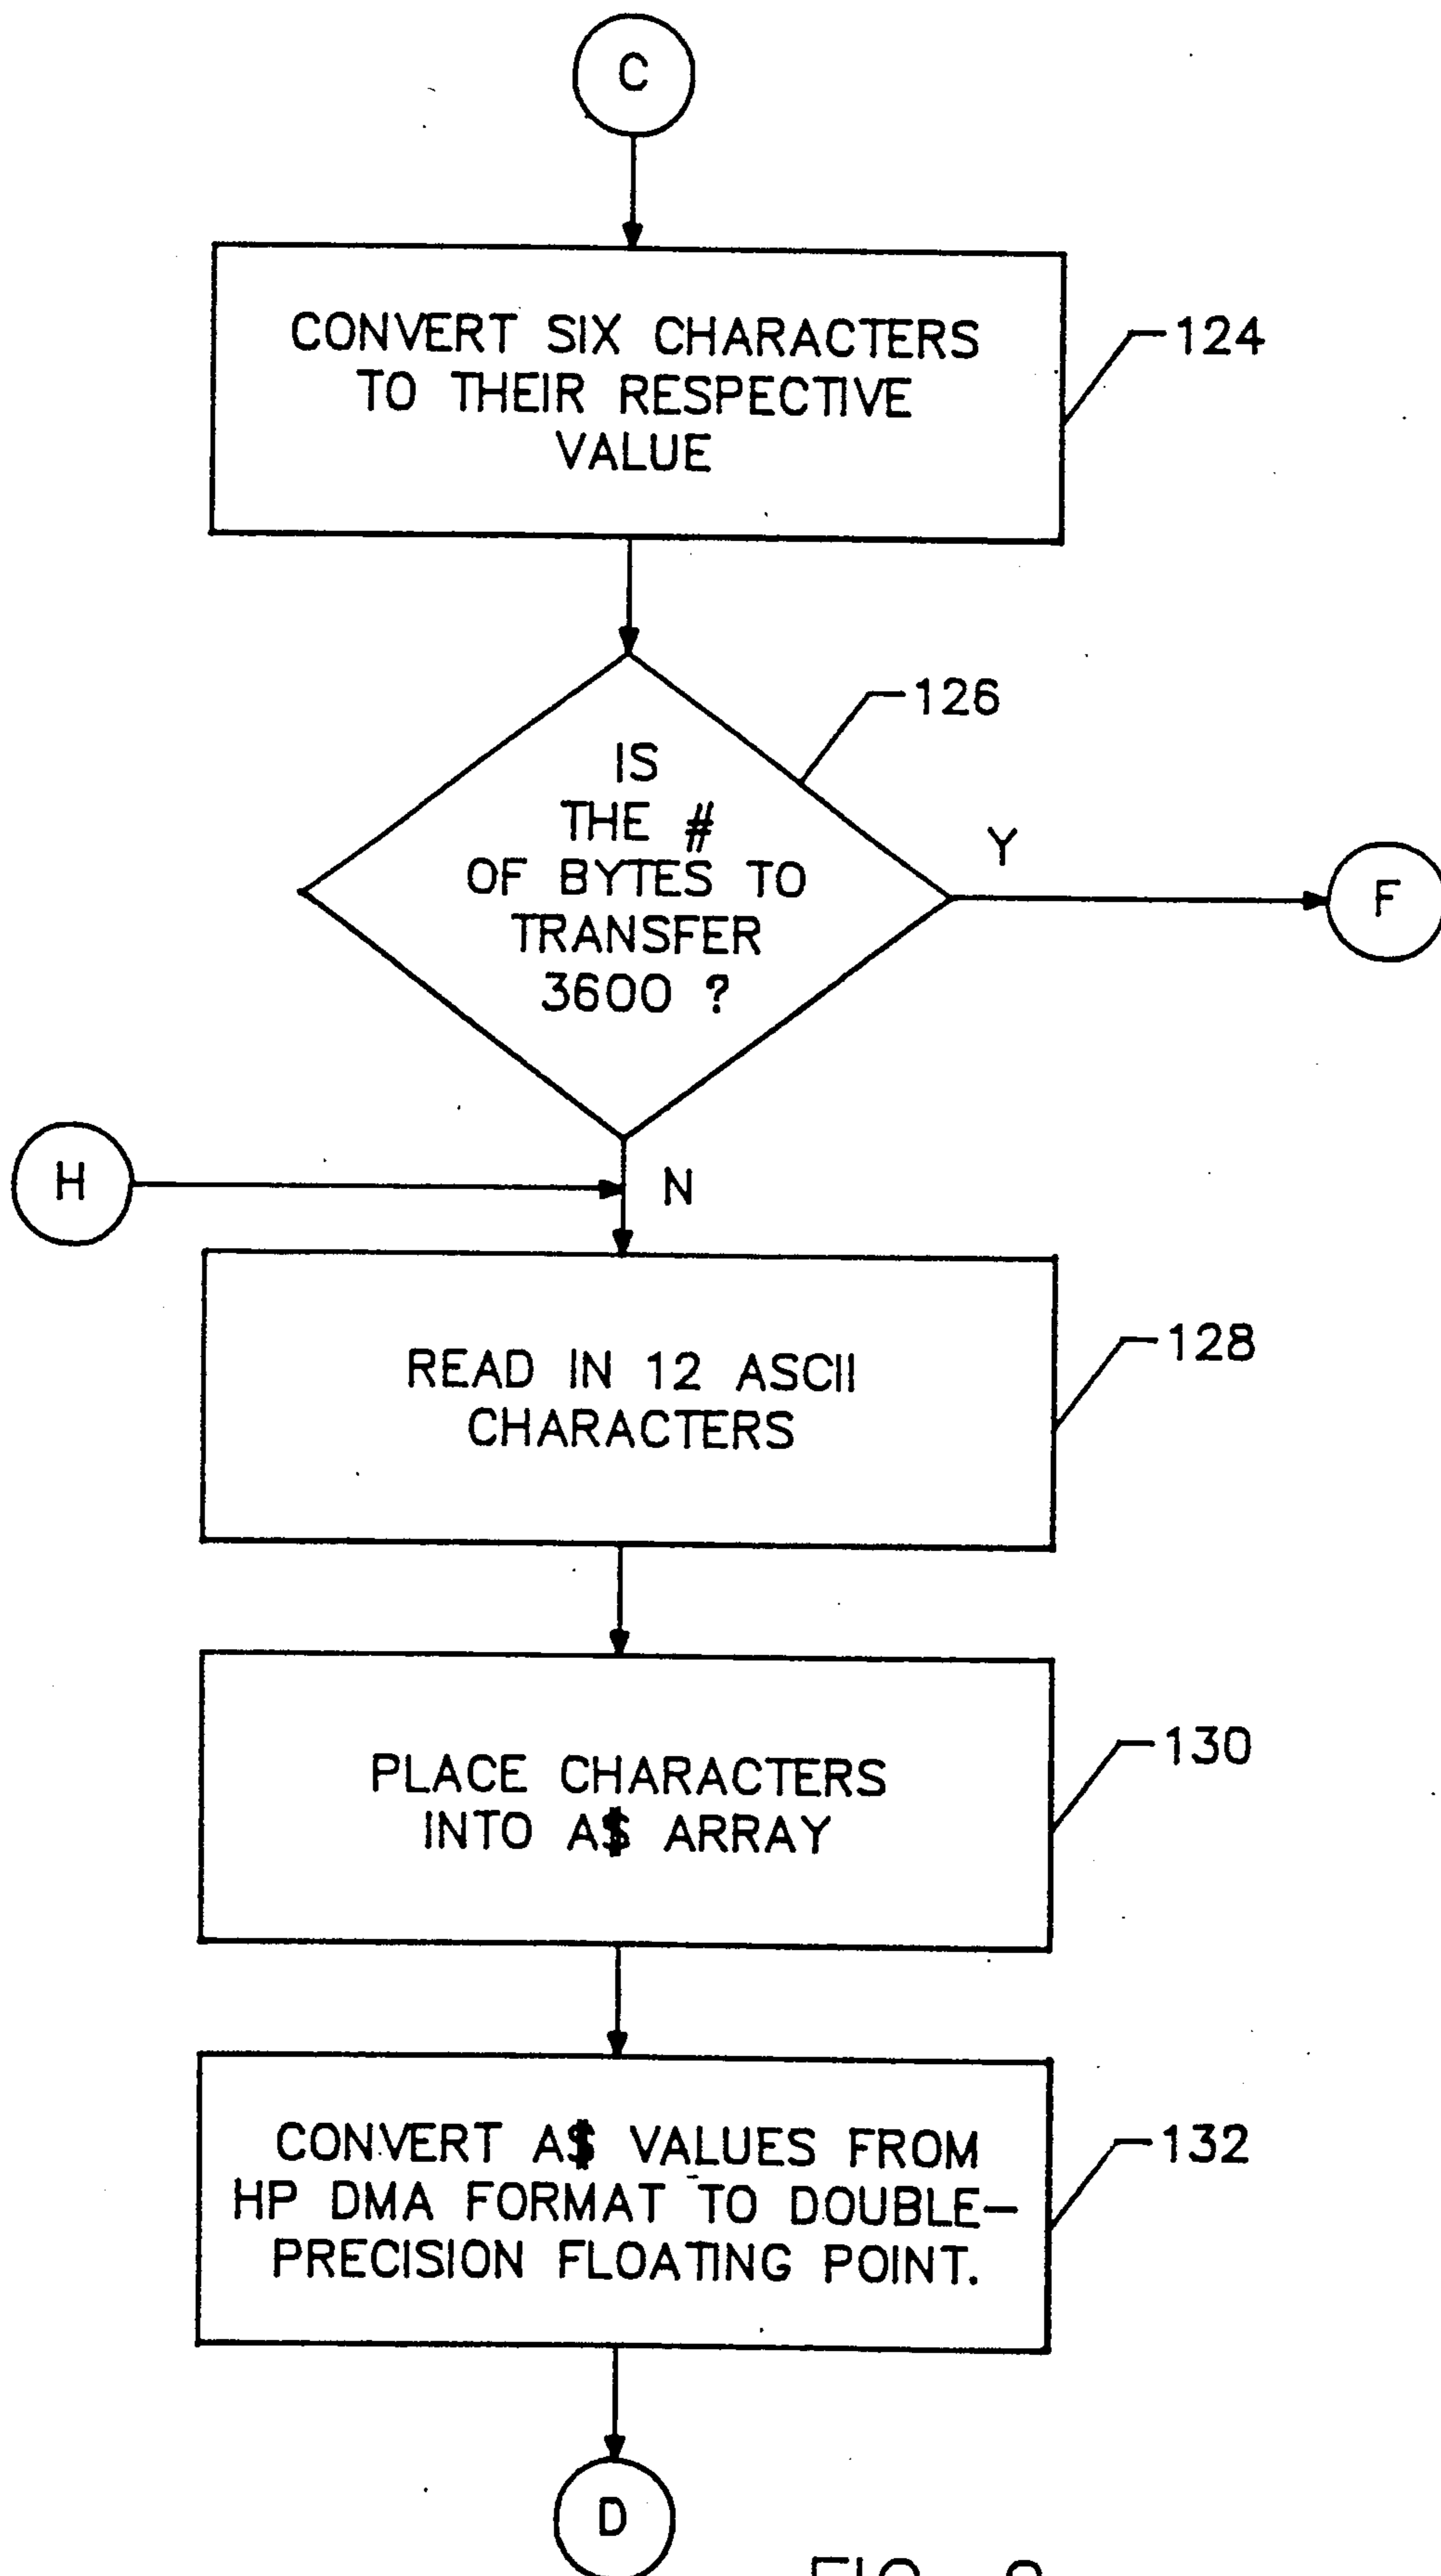 C
CONVERT SIX CHARACTERS
TO THEIR RESPECTIVE
VALUE
124
126
IS
THE #
OF BYTES TO
TRANSFER
3600 ?
Y
F
H
N
READ IN 12 ASCII
CHARACTERS
128
PLACE CHARACTERS
INTO A$ ARRAY
130
CONVERT A$ VALUES FROM
HP DMA FORMAT TO DOUBLE-
PRECISION FLOATING POINT.
132
D
FIG.